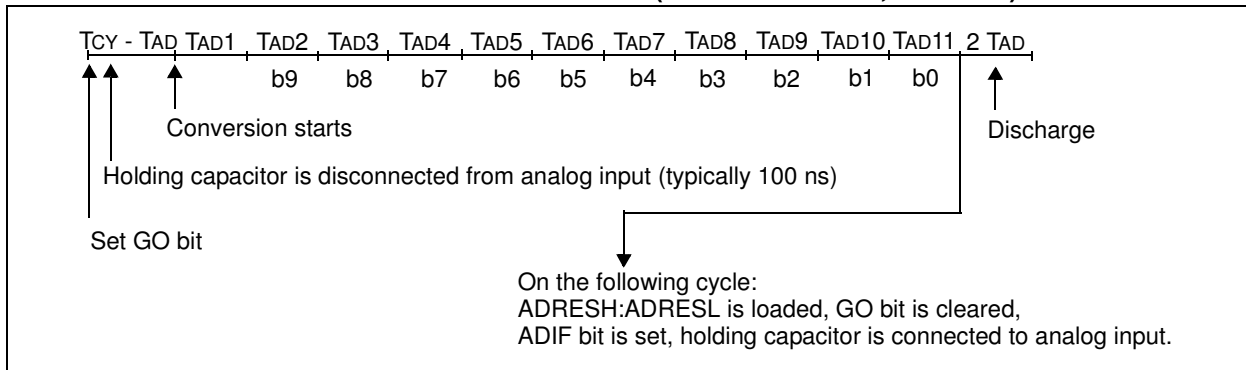 TCY - TAD TAD1 TAD2 TAD3 TAD4 TAD5 TAD6 TAD7 TAD8 TAD9 TAD10 TAD11 2 TAD
b9 b8 b7 b6 b5 b4 b3 b2 b1 b0
Conversion starts
Discharge
Holding capacitor is disconnected from analog input (typically 100 ns)
Set GO bit
On the following cycle:
ADRESH:ADRESL is loaded, GO bit is cleared,
ADIF bit is set, holding capacitor is connected to analog input.